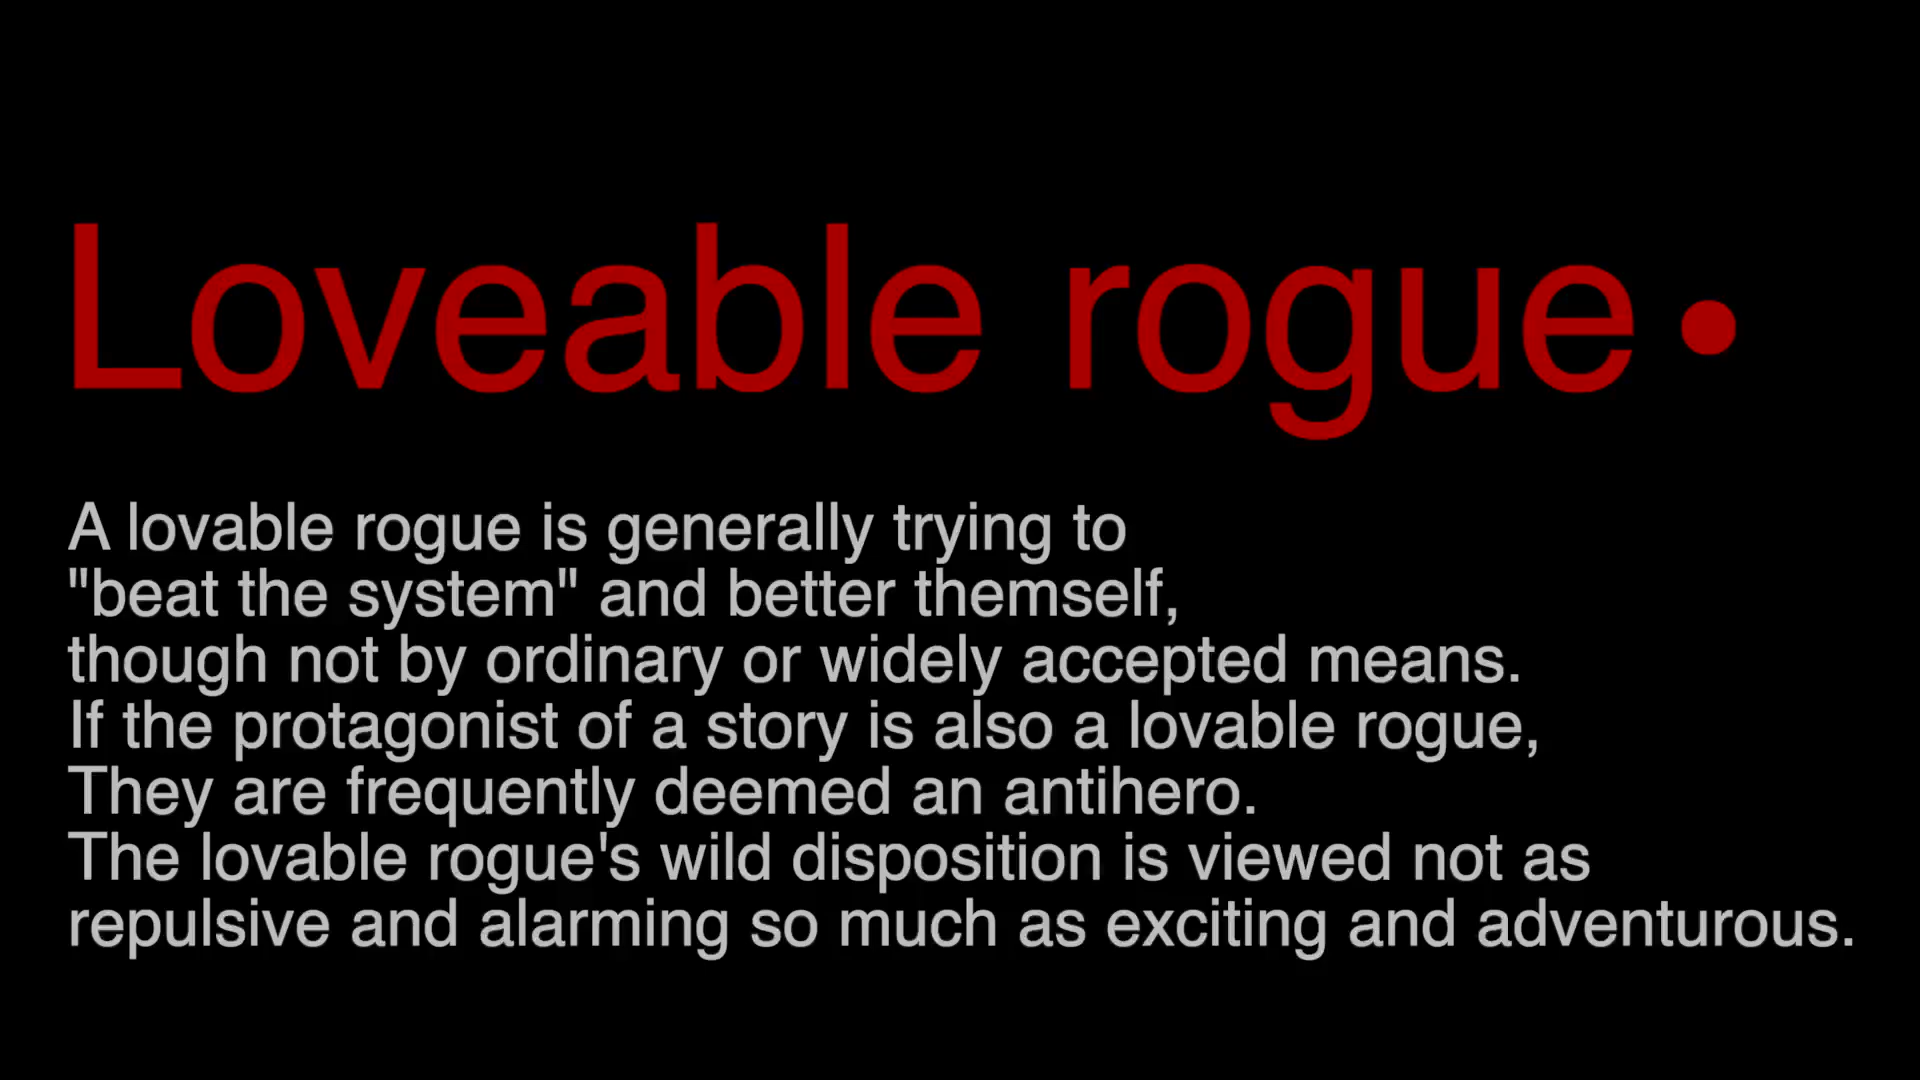 Loveable rogue•
A lovable rogue is generally trying to
"beat the system" and better themself,
though not by ordinary or widely accepted means.
If the protagonist of a story is also a lovable rogue,
They are frequently deemed an antihero.
The lovable rogue's wild disposition is viewed not as
repulsive and alarming so much as exciting and adventurous.